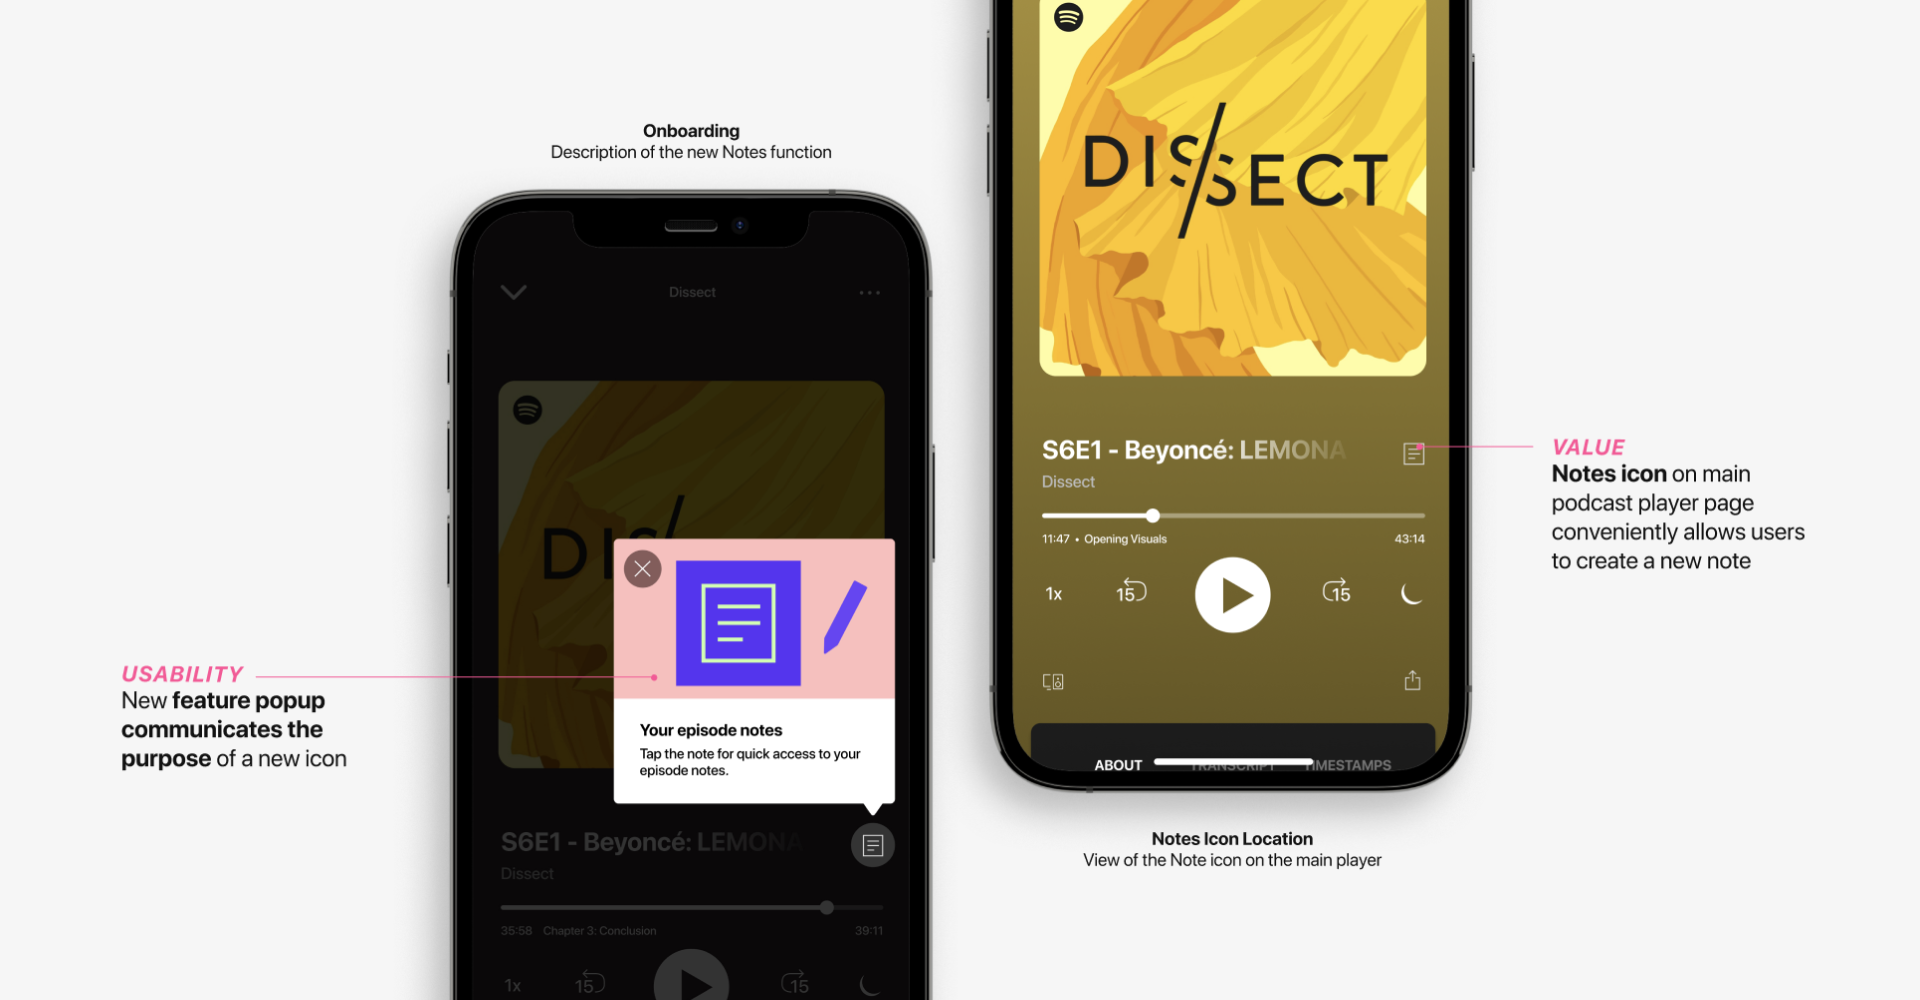 Onboarding
Description of the new Notes function
Dissect
DIS
Your episode notes
Tap the note for quick access to your
episode notes.
S6E1 - Beyoncé: LEMONA
Dissect
35:58 Chapter 3: Conclusion 39:11
1x 15 15
USABILITY
New feature popup
communicates the
purpose of a new icon
DISSECT
S6E1 - Beyoncé: LEMONA
Dissect
11:47 • Opening Visuals 43:14
1x 15 15
ABOUT TRANSCRIPT TIMESTAMPS
Notes Icon Location
View of the Note icon on the main player
VALUE
Notes icon on main
podcast player page
conveniently allows users
to create a new note